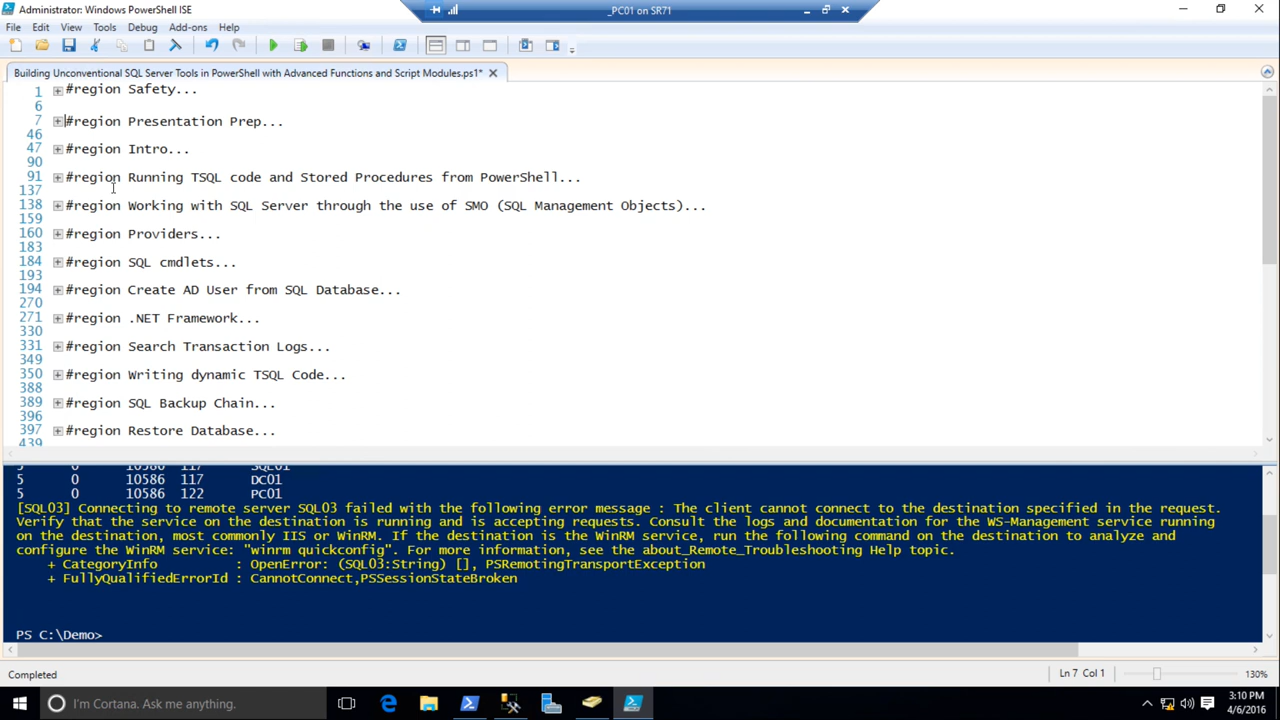 Administrator: Windows PowerShell ISE
_PC01 on SR71
File Edit View Tools Debug Add-ons Help
Building Unconventional SQL Server Tools in PowerShell with Advanced Functions and Script Modules.ps1*
1 #region Safety...
6
7 #region Presentation Prep...
46
47 #region Intro...
90
91 #region Running TSQL code and Stored Procedures from PowerShell...
137
138 #region Working with SQL Server through the use of SMO (SQL Management Objects)...
159
160 #region Providers...
183
184 #region SQL cmdlets...
193
194 #region Create AD User from SQL Database...
270
271 #region .NET Framework...
330
331 #region Search Transaction Logs...
349
350 #region Writing dynamic TSQL Code...
388
389 #region SQL Backup Chain...
396
397 #region Restore Database...
439
5 0 10586 117 SQL01
5 0 10586 117 DC01
5 0 10586 122 PC01
[SQL03] Connecting to remote server SQL03 failed with the following error message : The client cannot connect to the destination specified in the request.
Verify that the service on the destination is running and is accepting requests. Consult the logs and documentation for the WS-Management service running
on the destination, most commonly IIS or WinRM. If the destination is the WinRM service, run the following command on the destination to analyze and
configure the WinRM service: "winrm quickconfig". For more information, see the about_Remote_Troubleshooting Help topic.
+ CategoryInfo : OpenError: (SQL03:String) [], PSRemotingTransportException
+ FullyQualifiedErrorId : CannotConnect,PSSessionStateBroken
PS C:\Demo>
Completed
Ln 7 Col 1
130%
I'm Cortana. Ask me anything.
3:10 PM
4/6/2016